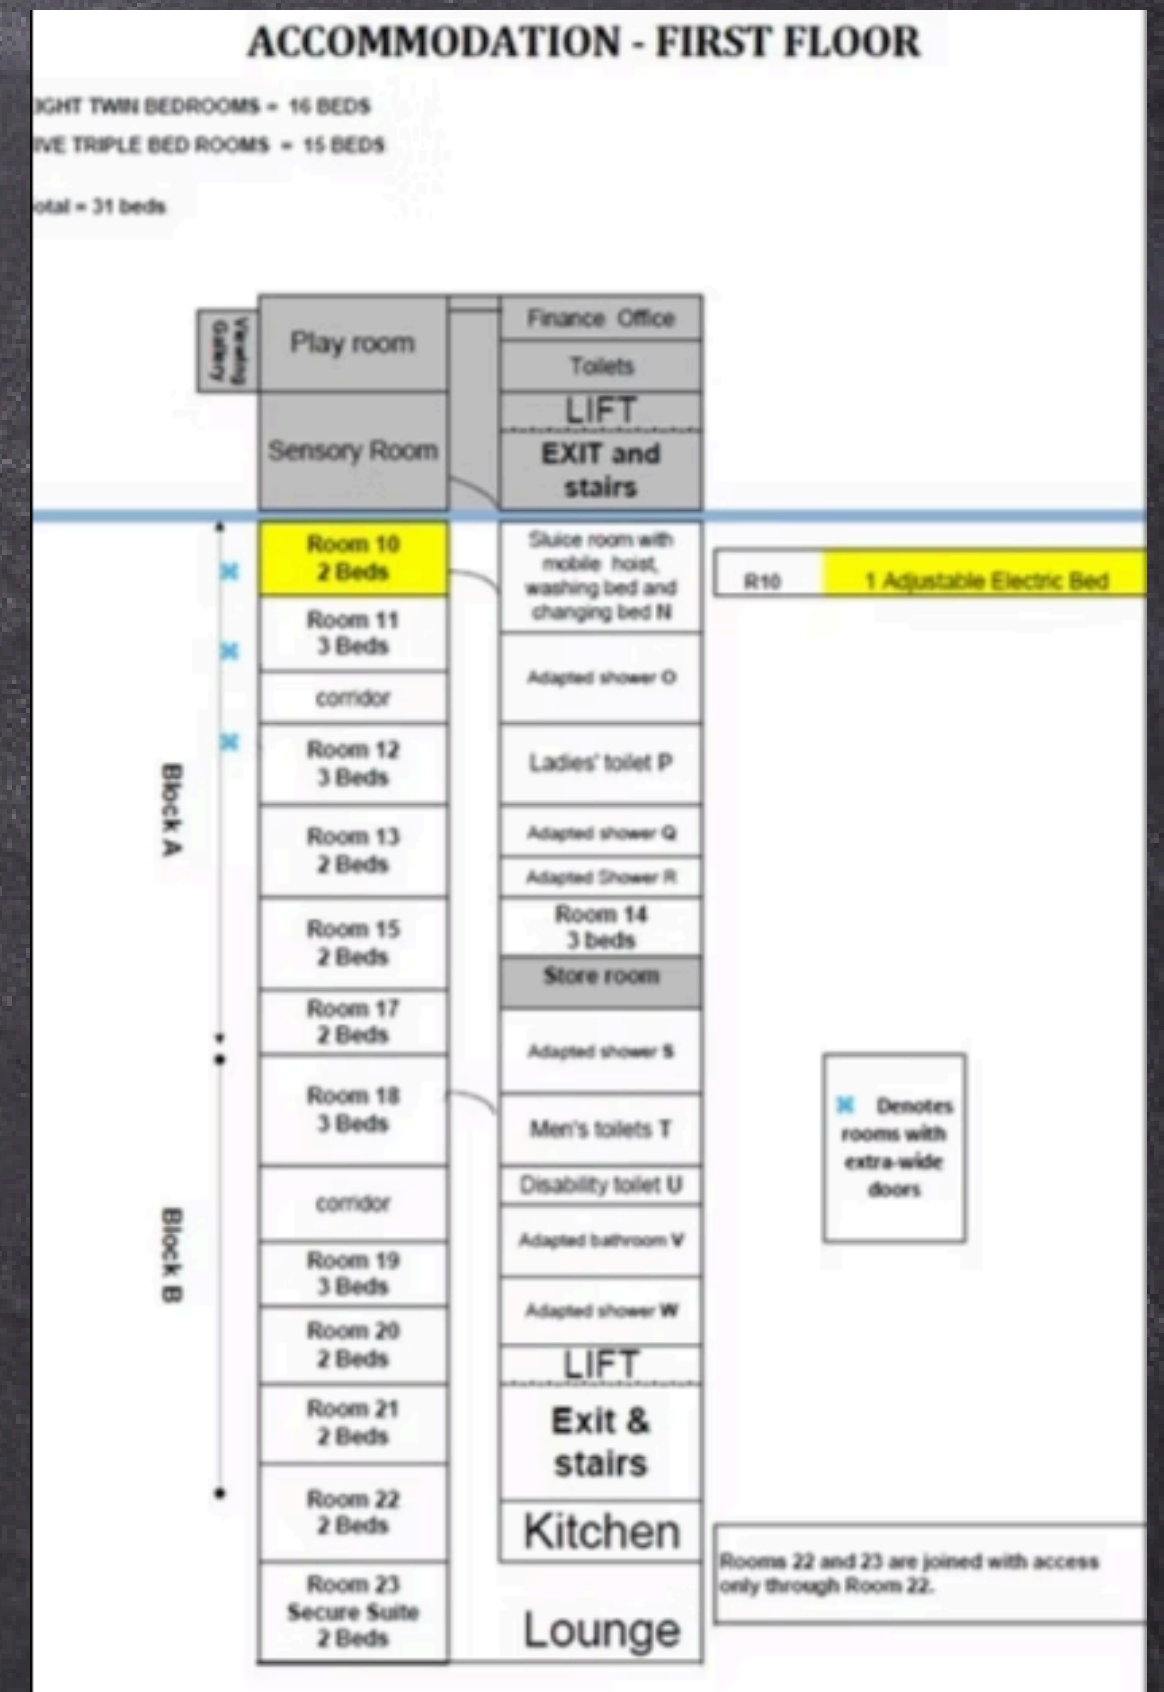 ACCOMMODATION - FIRST FLOOR
IGHT TWIN BEDROOMS = 16 BEDS
IVE TRIPLE BED ROOMS = 15 BEDS
otal = 31 beds
Viewing
Gallery
Play room
Sensory Room
Finance Office
Toilets
LIFT
EXIT and
stairs
Room 10
2 Beds
Room 11
3 Beds
corridor
Room 12
3 Beds
Room 13
2 Beds
Room 15
2 Beds
Room 17
2 Beds
Room 18
3 Beds
corridor
Room 19
3 Beds
Room 20
2 Beds
Room 21
2 Beds
Room 22
2 Beds
Room 23
Secure Suite
2 Beds
Block A
Block B
Sluice room with
mobile hoist,
washing bed and
changing bed N
Adapted shower O
Ladies' toilet P
Adapted shower Q
Adapted Shower R
Room 14
3 beds
Store room
Adapted shower S
Men's toilets T
Disability toilet U
Adapted bathroom V
Adapted shower W
LIFT
Exit &
stairs
Kitchen
Lounge
R10 1 Adjustable Electric Bed
⌘ Denotes
rooms with
extra-wide
doors
Rooms 22 and 23 are joined with access
only through Room 22.